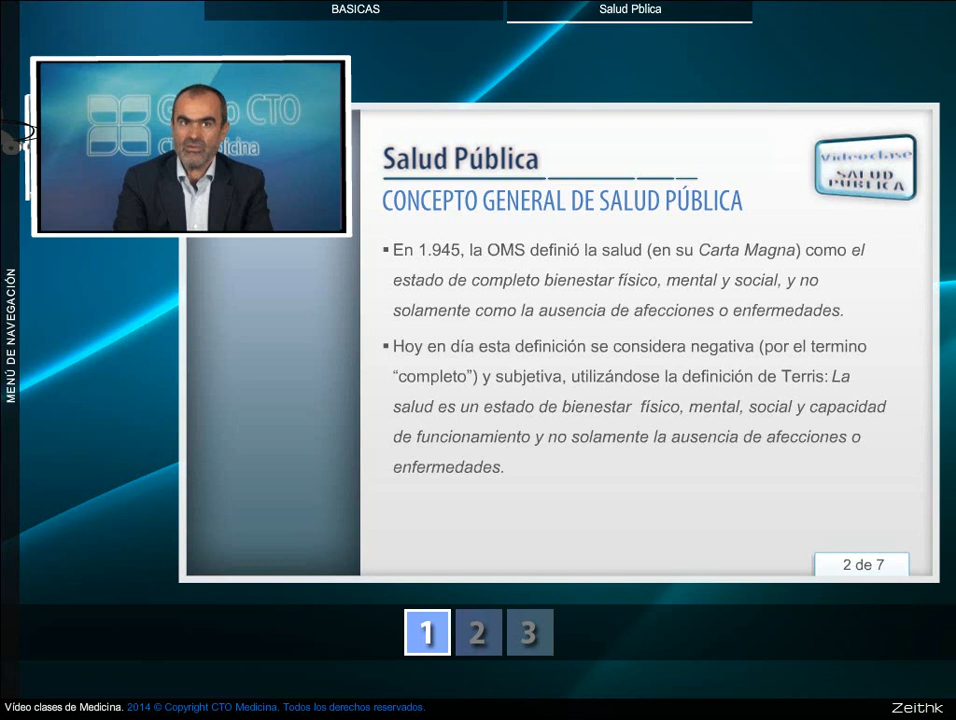 BASICAS
Salud Pblica
Grupo CTO
CTO Medicina
Salud Pública
Videoclase
SALUD
PÚBLICA
CONCEPTO GENERAL DE SALUD PÚBLICA
▪ En 1.945, la OMS definió la salud (en su Carta Magna) como el
estado de completo bienestar físico, mental y social, y no
solamente como la ausencia de afecciones o enfermedades.
▪ Hoy en día esta definición se considera negativa (por el termino
“completo”) y subjetiva, utilizándose la definición de Terris: La
salud es un estado de bienestar físico, mental, social y capacidad
de funcionamiento y no solamente la ausencia de afecciones o
enfermedades.
MENÚ DE NAVEGACIÓN
2 de 7
1 2 3
Vídeo clases de Medicina. 2014 © Copyright CTO Medicina. Todos los derechos reservados.
Zeithk